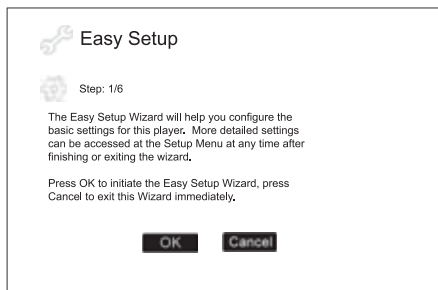 Easy Setup
Step: 1/6
The Easy Setup Wizard will help you configure the
basic settings for this player.  More detailed settings
can be accessed at the Setup Menu at any time after
finishing or exiting the wizard.
Press OK to initiate the Easy Setup Wizard, press
Cancel to exit this Wizard immediately.
OK Cancel